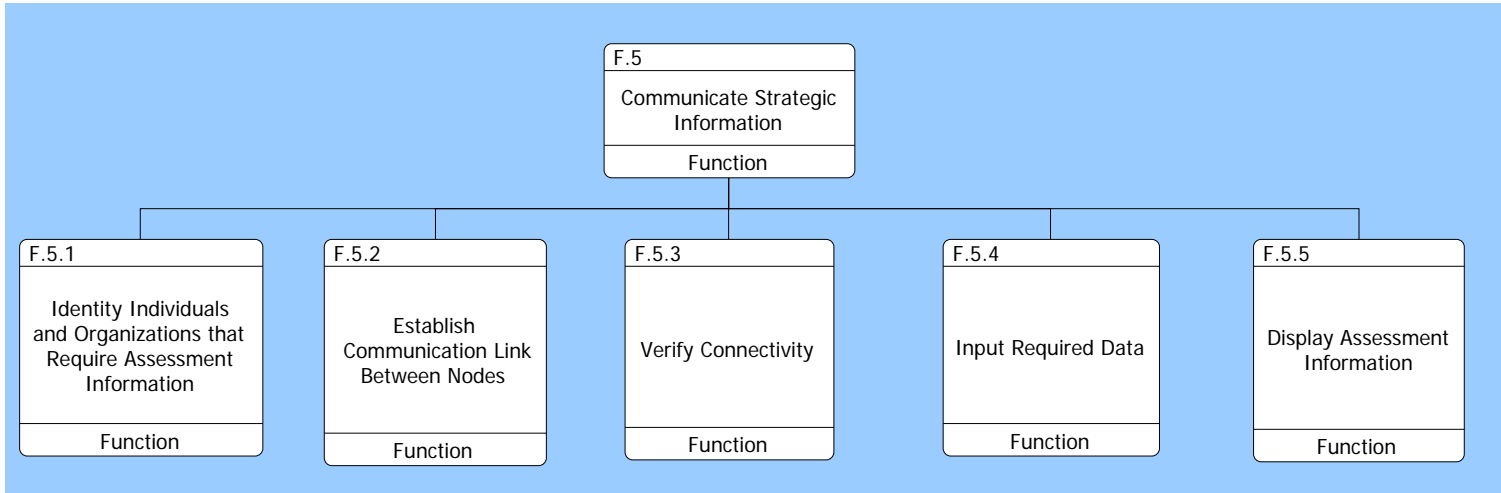 F.5
Communicate Strategic
Information
Function
F.5.1
Identity Individuals
and Organizations that
Require Assessment
Information
Function
F.5.2
Establish
Communication Link
Between Nodes
Function
F.5.3
Verify Connectivity
Function
F.5.4
Input Required Data
Function
F.5.5
Display Assessment
Information
Function